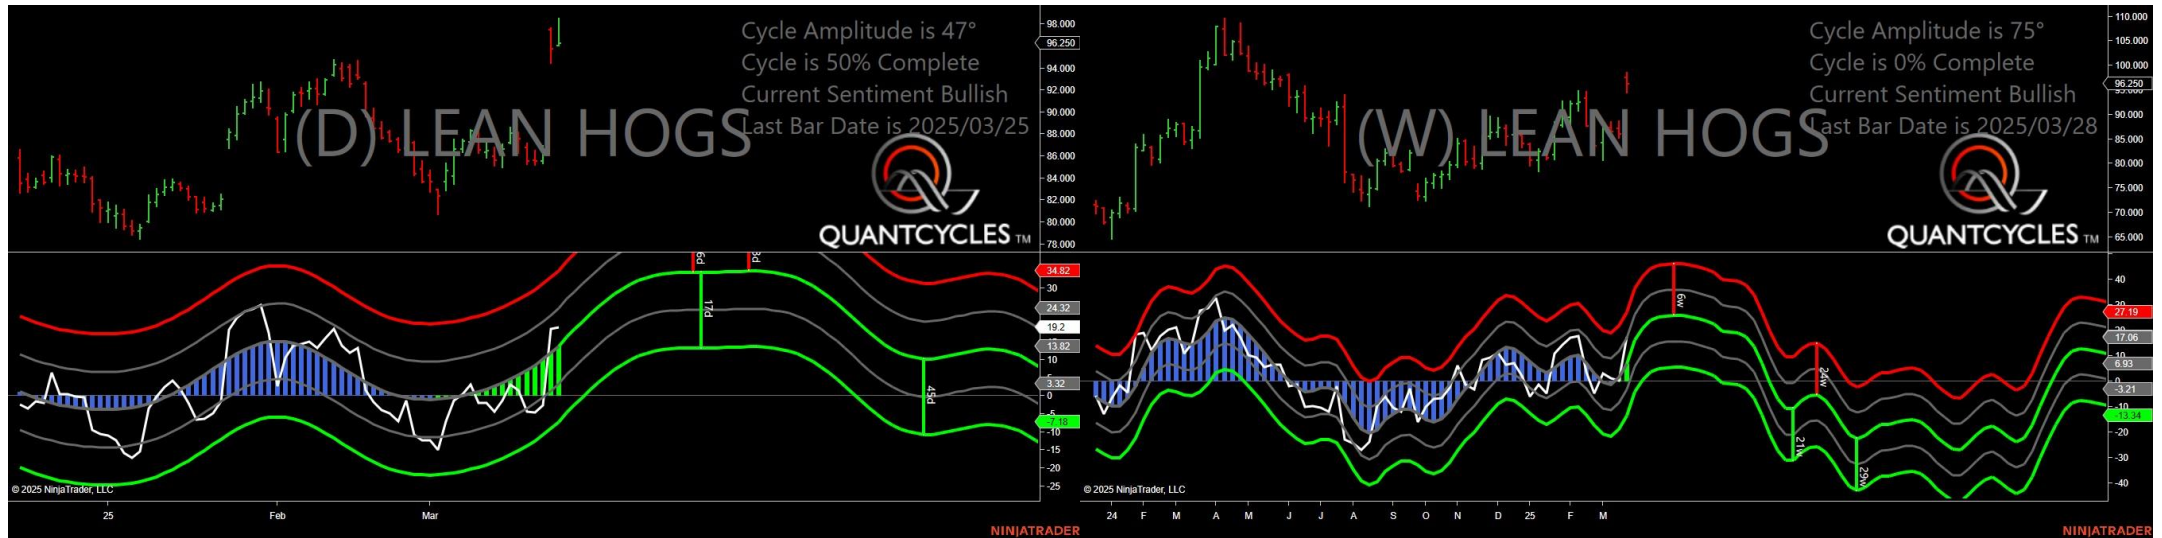 Cycle Amplitude is 47°
Cycle is 50% Complete
Current Sentiment Bullish
Last Bar Date is 2025/03/25
(D) LEAN HOGS
QUANTCYCLES TM
98.000
96.250
94.000
92.000
90.000
88.000
86.000
84.000
82.000
80.000
78.000
17d
45d
34.82
30
24.32
19.2
13.82
10
3.32
0
-5
-7.18
-10
-15
-20
-25
© 2025 NinjaTrader, LLC
25
Feb
Mar
NINJATRADER
Cycle Amplitude is 75°
Cycle is 0% Complete
Current Sentiment Bullish
Last Bar Date is 2025/03/28
(W) LEAN HOGS
QUANTCYCLES TM
110.000
105.000
100.000
96.250
90.000
85.000
80.000
75.000
70.000
65.000
6w
24w
21w
29w
40
27.19
17.06
10
6.93
0
-3.21
-10
-13.34
-20
-30
-40
© 2025 NinjaTrader, LLC
24 F M A M J J A S O N D 25 F M
NINJATRADER